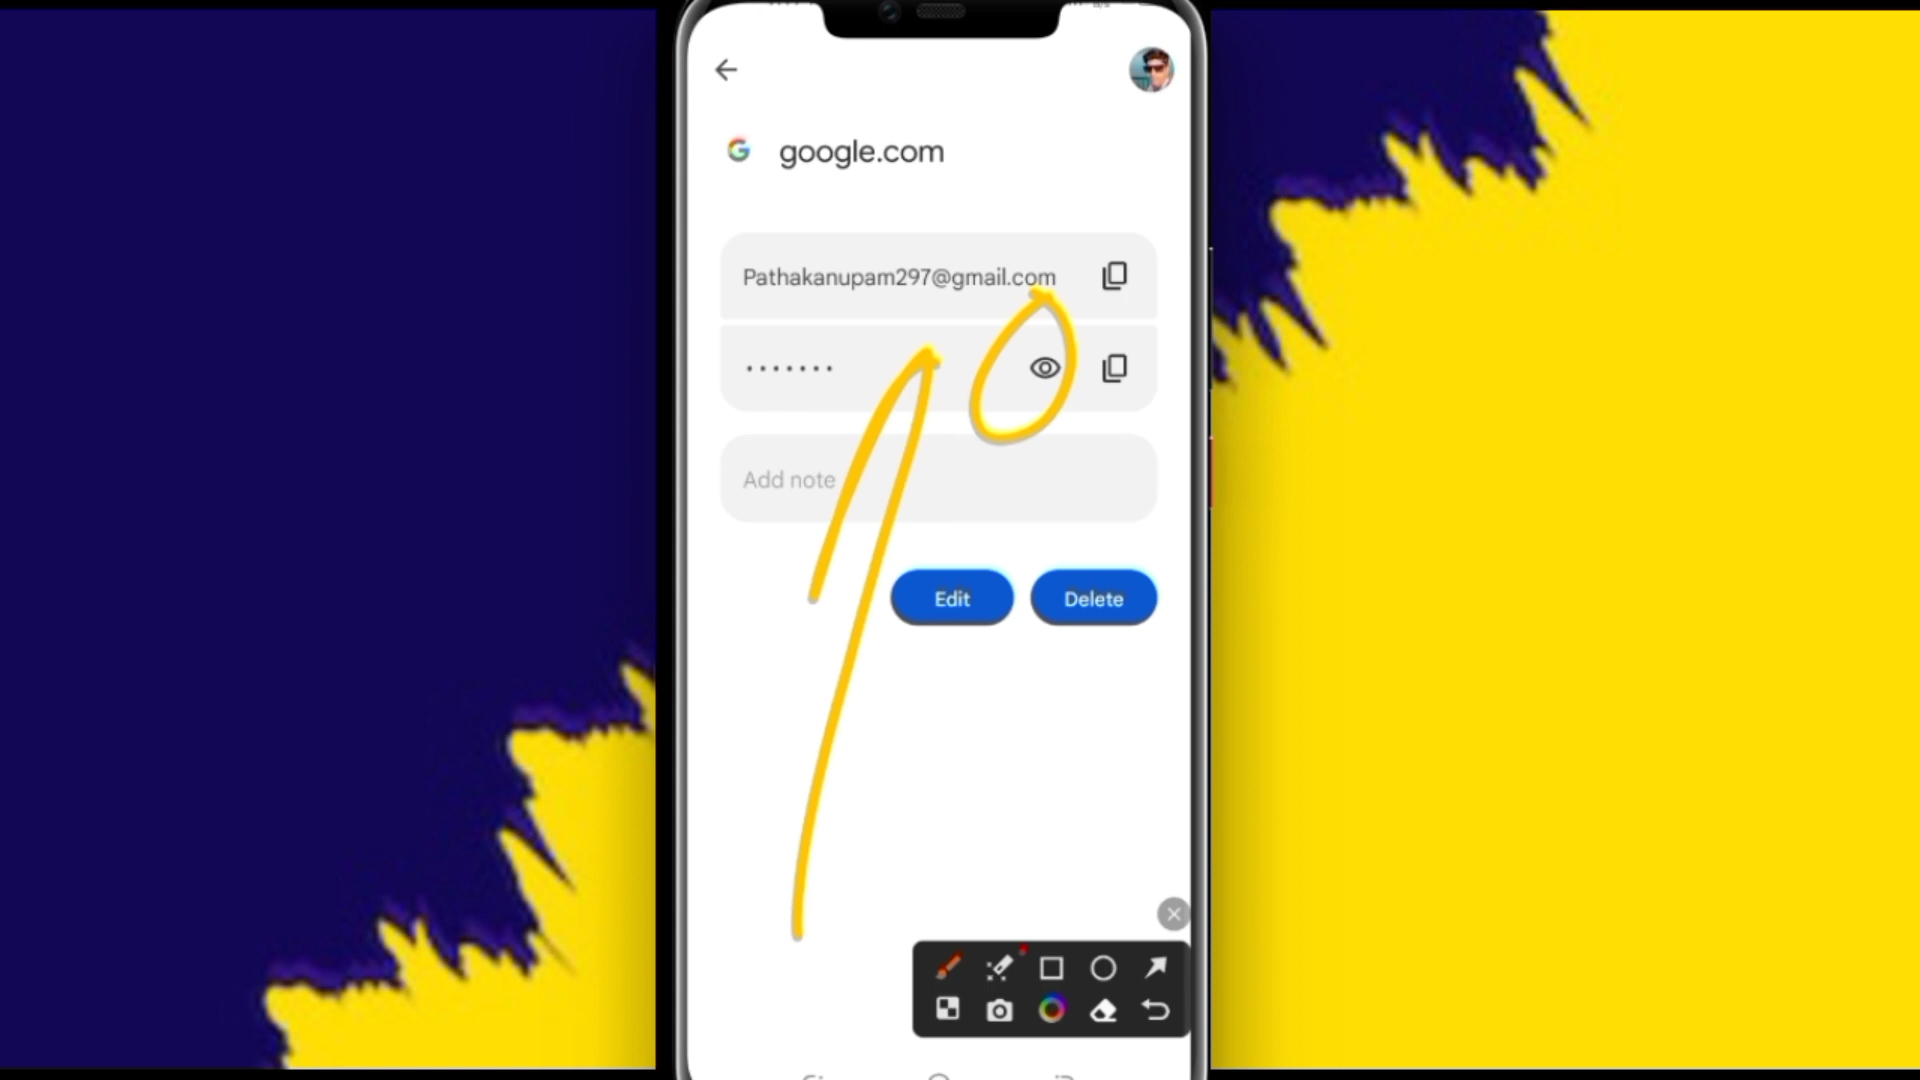 google.com
Pathakanupam297@gmail.com
•••••••
Add note
Edit Delete